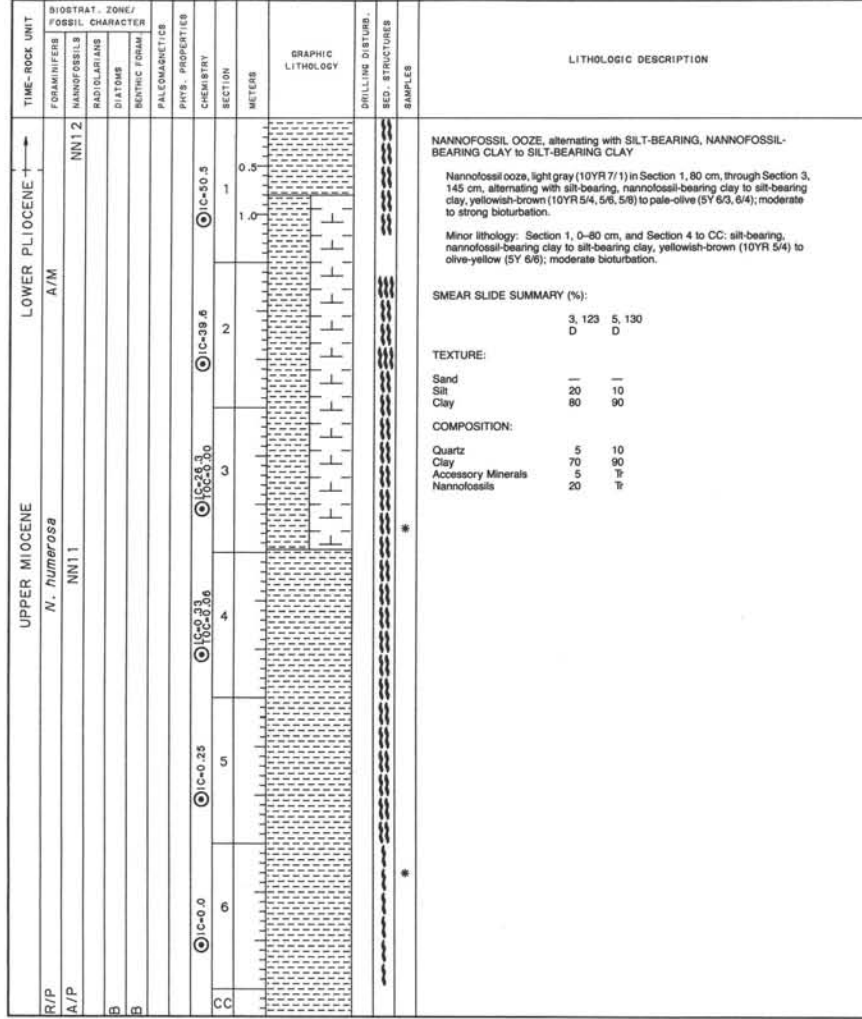 TIME-ROCK UNIT
BIOSTRAT. ZONE/
FOSSIL CHARACTER
FORAMINIFERS
NANNOFOSSILS
RADIOLARIANS
DIATOMS
BENTHIC FORAM.
PALEOMAGNETICS
PHYS. PROPERTIES
CHEMISTRY
SECTION
METERS
GRAPHIC
LITHOLOGY
DRILLING DISTURB.
SED. STRUCTURES
SAMPLES
LITHOLOGIC DESCRIPTION
LOWER PLIOCENE
UPPER MIOCENE
A/M
N. humerosa
R/P
NN12
NN11
A/P
B
B
IC=50.5
IC=39.6
IC=26.3
TOC=0.00
IC=0.33
TOC=0.06
IC=0.25
IC=0.0
1
2
3
4
5
6
CC
0.5
1.0
*
*
NANNOFOSSIL OOZE, alternating with SILT-BEARING, NANNOFOSSIL-
BEARING CLAY to SILT-BEARING CLAY
Nannofossil ooze, light gray (10YR 7/1) in Section 1, 80 cm, through Section 3,
145 cm, alternating with silt-bearing, nannofossil-bearing clay to silt-bearing
clay, yellowish-brown (10YR 5/4, 5/6, 5/8) to pale-olive (5Y 6/3, 6/4); moderate
to strong bioturbation.
Minor lithology: Section 1, 0–80 cm, and Section 4 to CC: silt-bearing,
nannofossil-bearing clay to silt-bearing clay, yellowish-brown (10YR 5/4) to
olive-yellow (5Y 6/6); moderate bioturbation.
SMEAR SLIDE SUMMARY (%):
3, 123 5, 130
D D
TEXTURE:
Sand — —
Silt 20 10
Clay 80 90
COMPOSITION:
Quartz 5 10
Clay 70 90
Accessory Minerals 5 Tr
Nannofossils 20 Tr